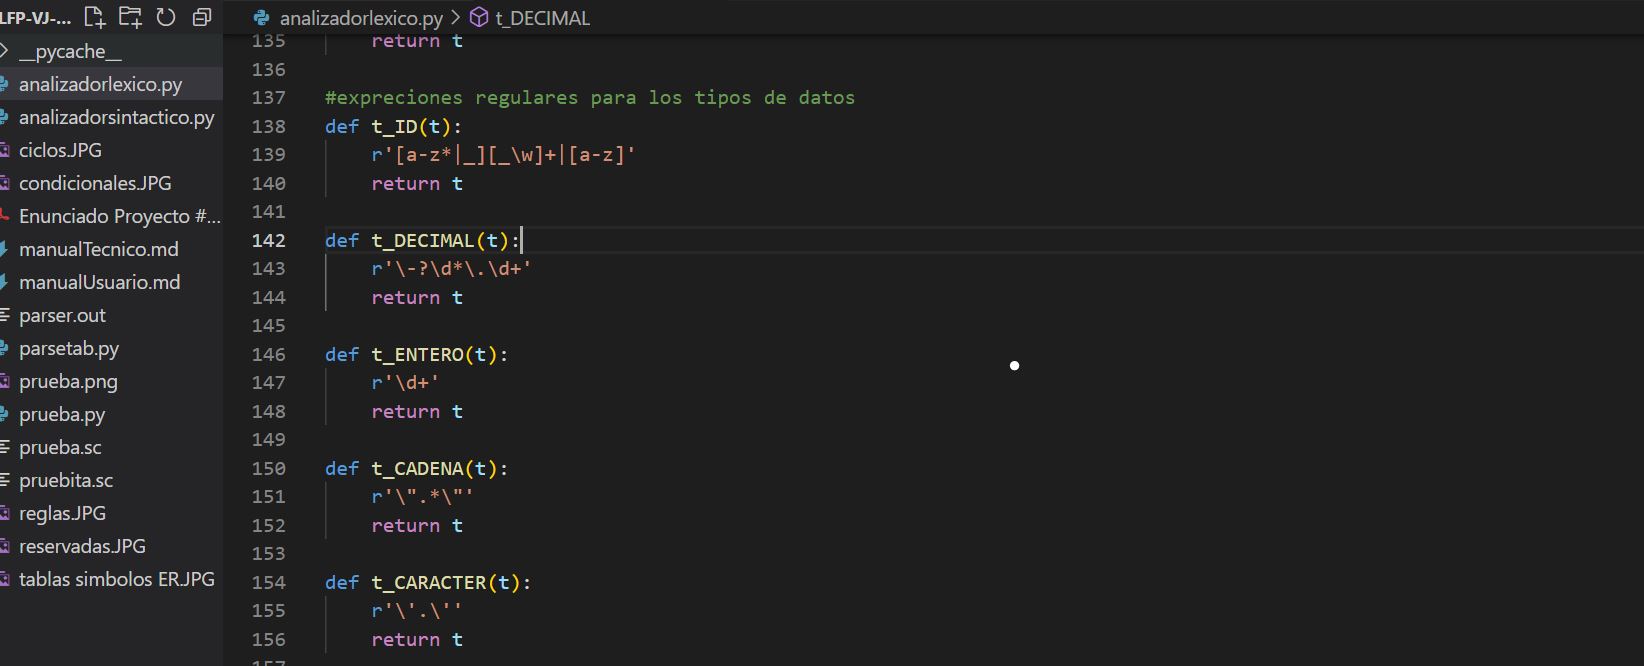 LFP-VJ-...
__pycache__
analizadorlexico.py
analizadorsintactico.py
ciclos.JPG
condicionales.JPG
Enunciado Proyecto #...
manualTecnico.md
manualUsuario.md
parser.out
parsetab.py
prueba.png
prueba.py
prueba.sc
pruebita.sc
reglas.JPG
reservadas.JPG
tablas simbolos ER.JPG
analizadorlexico.py > t_DECIMAL
135 return t
136
137 #expreciones regulares para los tipos de datos
138 def t_ID(t):
139 r'[a-z*|_][_\w]+|[a-z]'
140 return t
141
142 def t_DECIMAL(t):
143 r'\-?\d*\.\d+'
144 return t
145
146 def t_ENTERO(t):
147 r'\d+'
148 return t
149
150 def t_CADENA(t):
151 r'\".*\"'
152 return t
153
154 def t_CARACTER(t):
155 r'\'.\''
156 return t
157